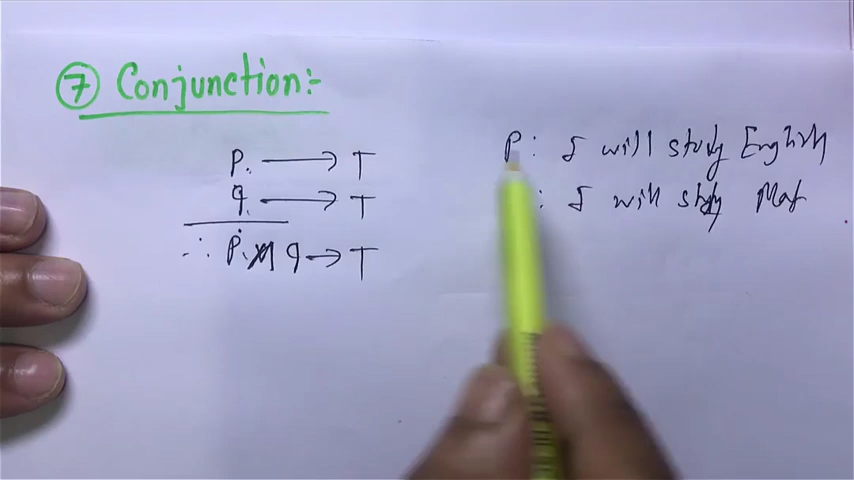 ⑦ Conjunction:-
P. → T
q. → T
∴ P. ∧ q → T
P : I will study English
: I will study Mat